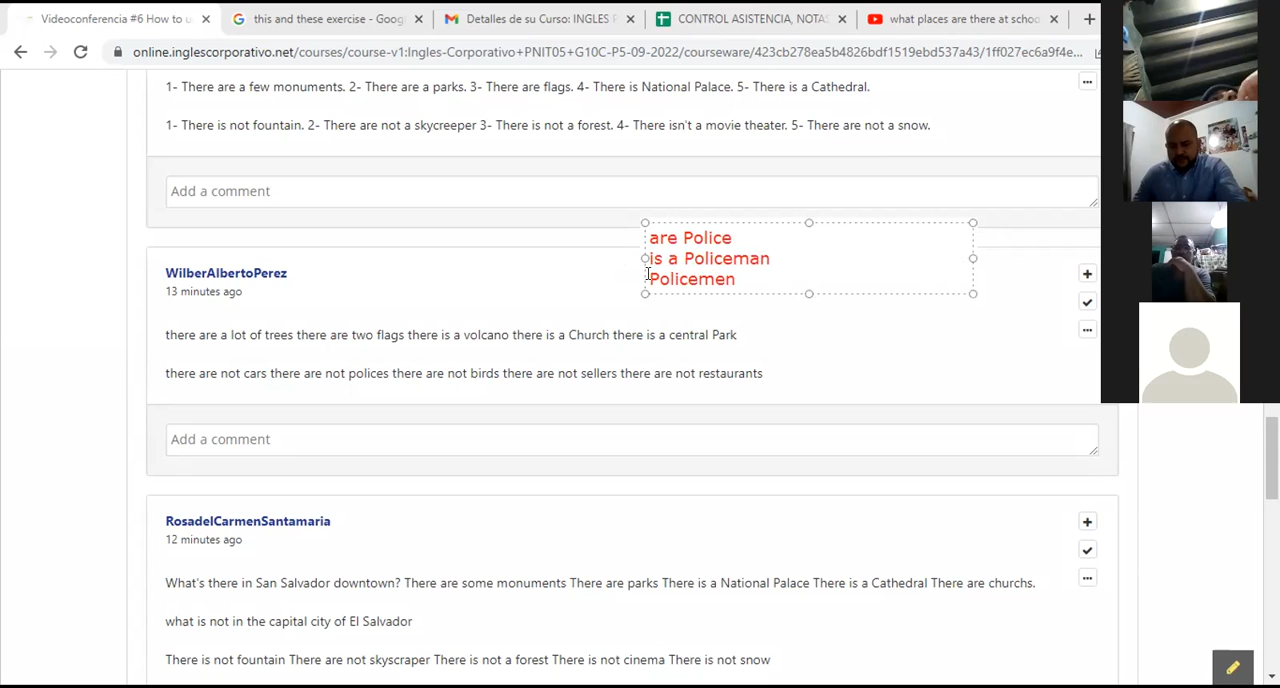 Videoconferencia #6 How to u
this and these exercise - Goog
Detalles de su Curso: INGLES F
CONTROL ASISTENCIA, NOTAS
what places are there at schoo
online.inglescorporativo.net/courses/course-v1:Ingles-Corporativo+PNIT05+G10C-P5-09-2022/courseware/423cb278ea5b4826bdf1519ebd537a43/1ff027ec6a9f4e...
1- There are a few monuments. 2- There are a parks. 3- There are flags. 4- There is National Palace. 5- There is a Cathedral.
1- There is not fountain. 2- There are not a skycreeper 3- There is not a forest. 4- There isn't a movie theater. 5- There are not a snow.
Add a comment
are Police
is a Policeman
Policemen
WilberAlbertoPerez
13 minutes ago
there are a lot of trees there are two flags there is a volcano there is a Church there is a central Park
there are not cars there are not polices there are not birds there are not sellers there are not restaurants
Add a comment
RosadelCarmenSantamaria
12 minutes ago
What's there in San Salvador downtown? There are some monuments There are parks There is a National Palace There is a Cathedral There are churchs.
what is not in the capital city of El Salvador
There is not fountain There are not skyscraper There is not a forest There is not cinema There is not snow